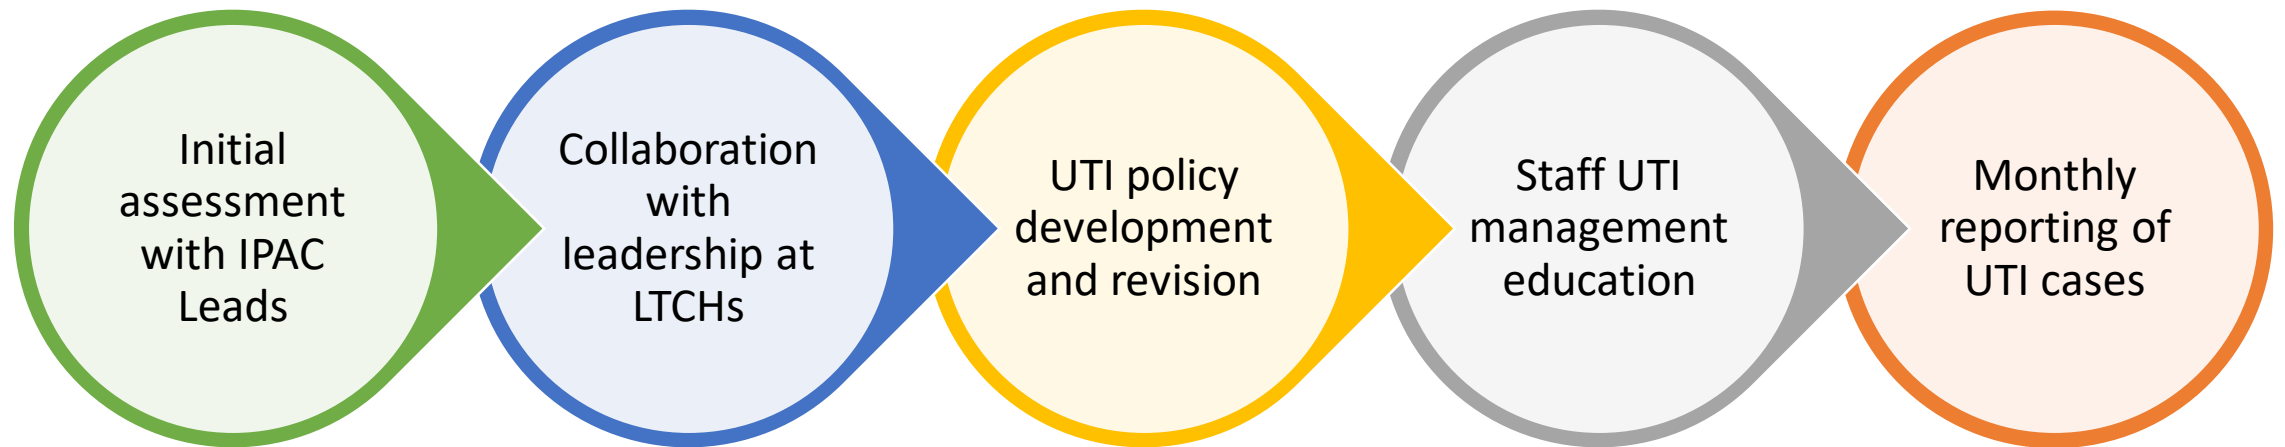 Initial
assessment
with IPAC
Leads
Collaboration
with
leadership at
LTCHs
UTI policy
development
and revision
Staff UTI
management
education
Monthly
reporting of
UTI cases